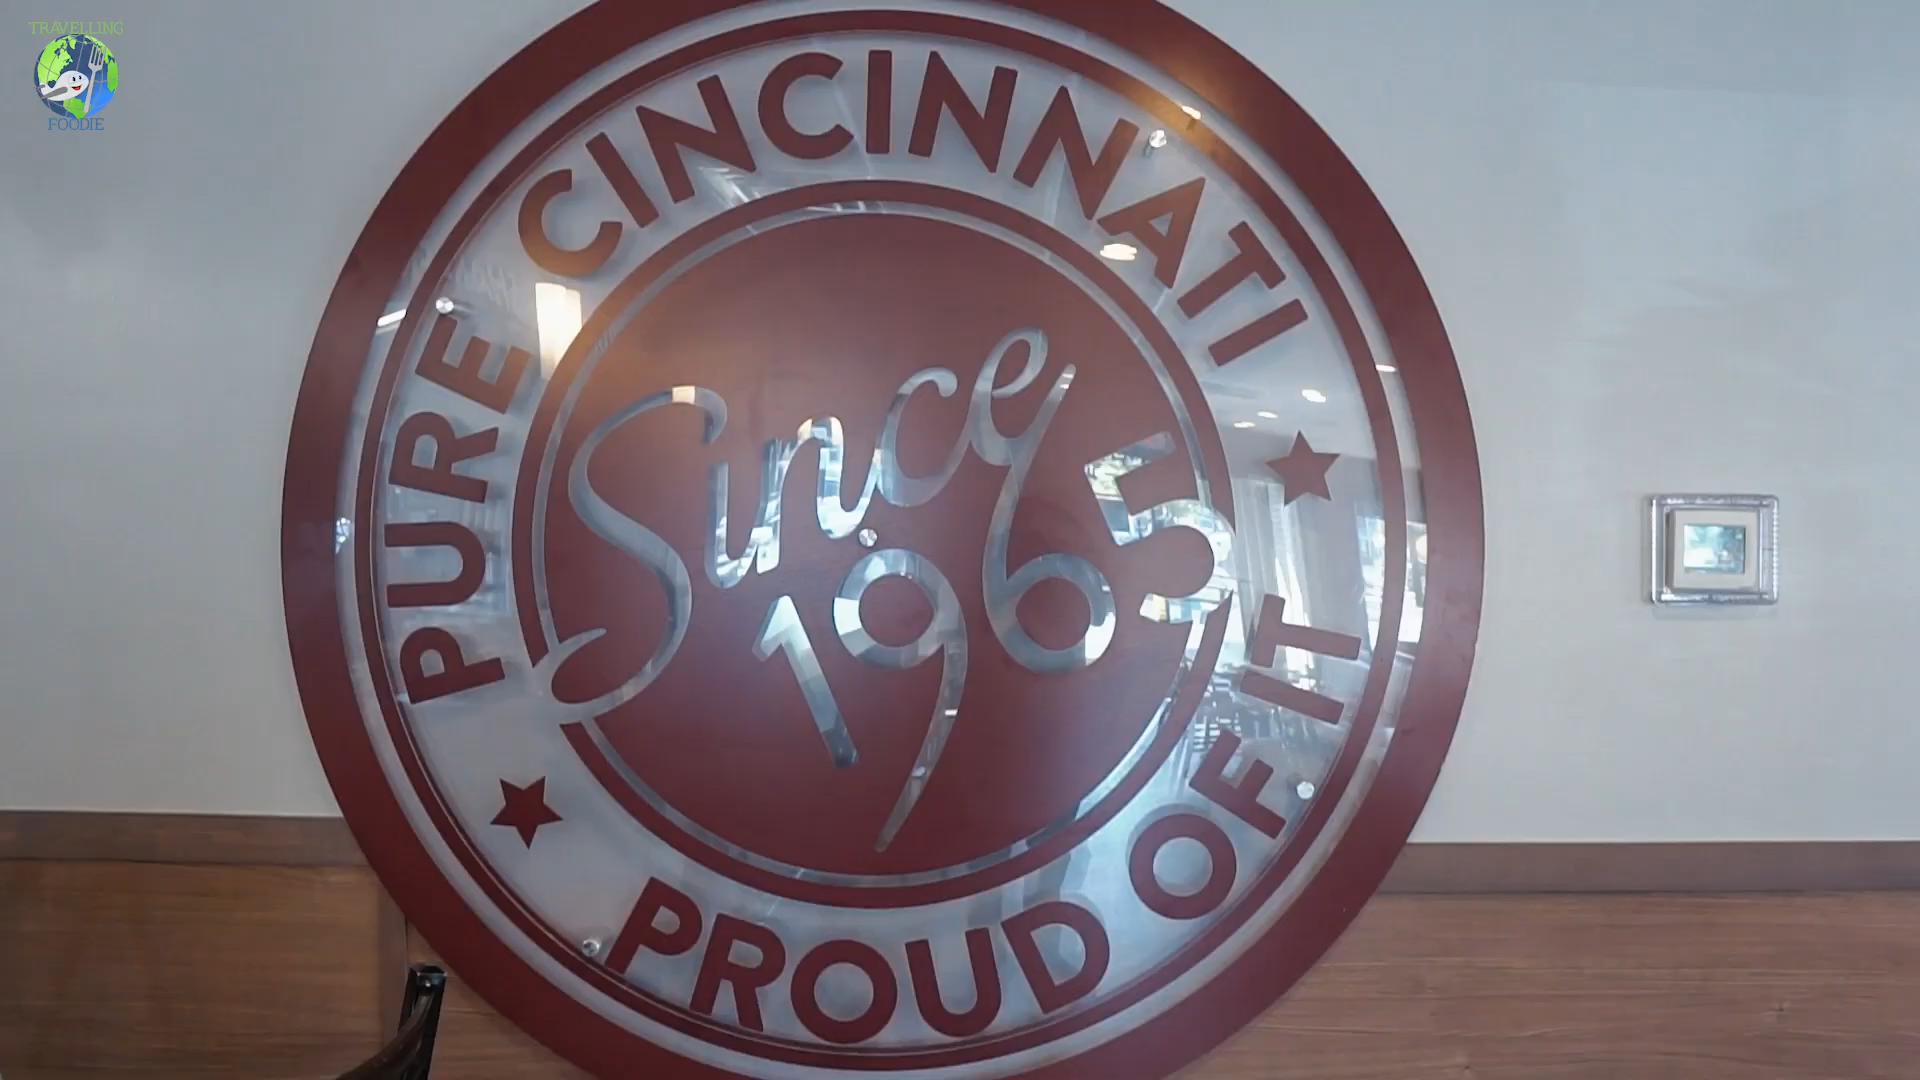 TRAVELLING
FOODIE
PURE CINCINNATI
Since
1965
PROUD OF IT